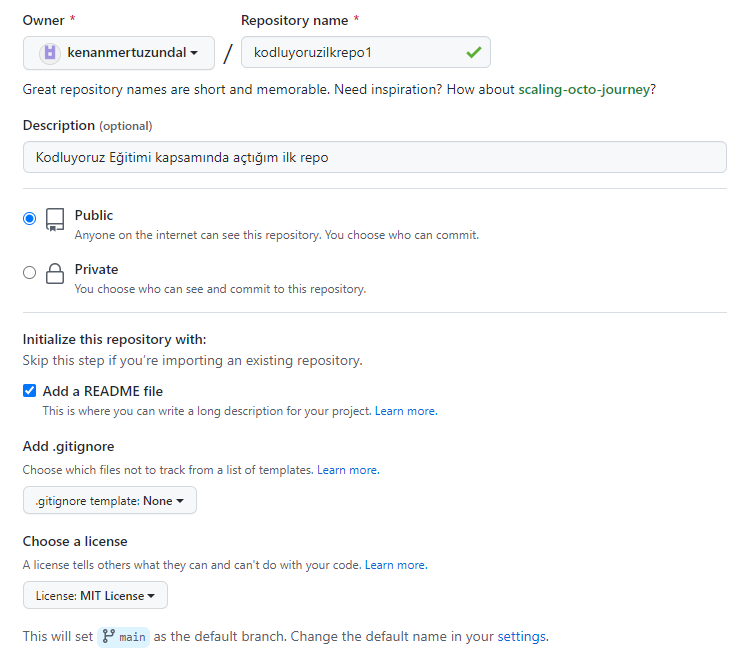 Owner * Repository name *
kenanmertuzundal / kodluyoruzilkrepo1
Great repository names are short and memorable. Need inspiration? How about scaling-octo-journey?
Description (optional)
Kodluyoruz Eğitimi kapsamında açtığım ilk repo
Public
Anyone on the internet can see this repository. You choose who can commit.
Private
You choose who can see and commit to this repository.
Initialize this repository with:
Skip this step if you're importing an existing repository.
Add a README file
This is where you can write a long description for your project. Learn more.
Add .gitignore
Choose which files not to track from a list of templates. Learn more.
.gitignore template: None
Choose a license
A license tells others what they can and can't do with your code. Learn more.
License: MIT License
This will set main as the default branch. Change the default name in your settings.